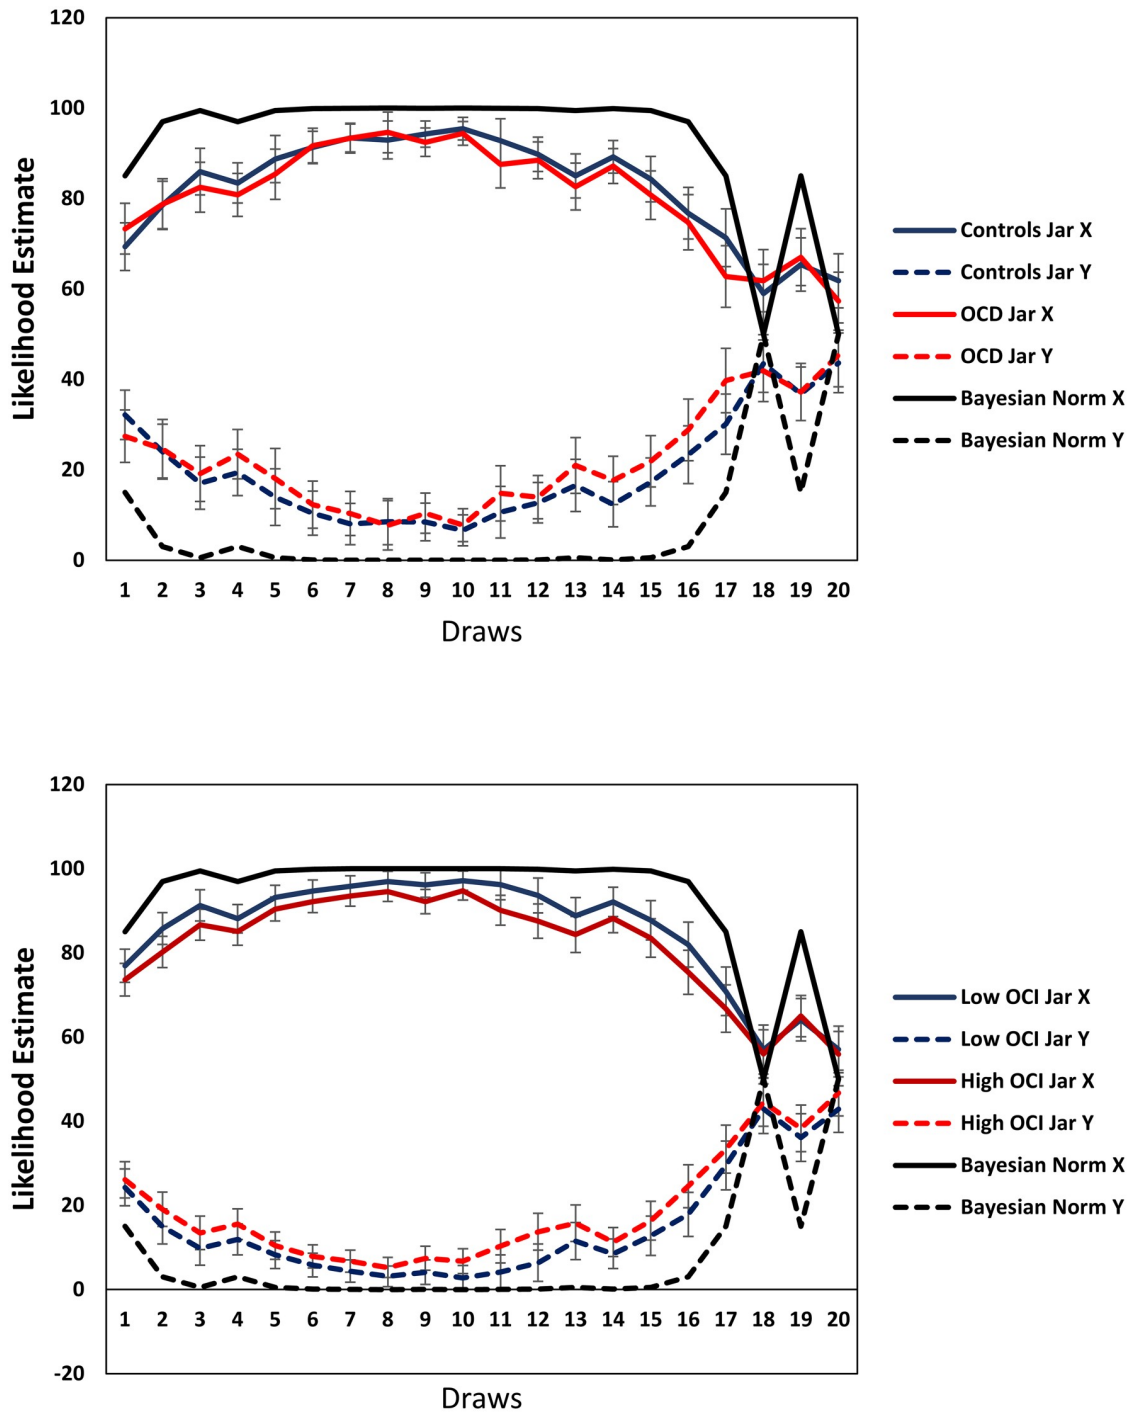 120
100
80
60
40
20
0
Likelihood Estimate
1 2 3 4 5 6 7 8 9 10 11 12 13 14 15 16 17 18 19 20
Draws
Controls Jar X
Controls Jar Y
OCD Jar X
OCD Jar Y
Bayesian Norm X
Bayesian Norm Y
120
100
80
60
40
20
0
-20
Likelihood Estimate
1 2 3 4 5 6 7 8 9 10 11 12 13 14 15 16 17 18 19 20
Draws
Low OCI Jar X
Low OCI Jar Y
High OCI Jar X
High OCI Jar Y
Bayesian Norm X
Bayesian Norm Y